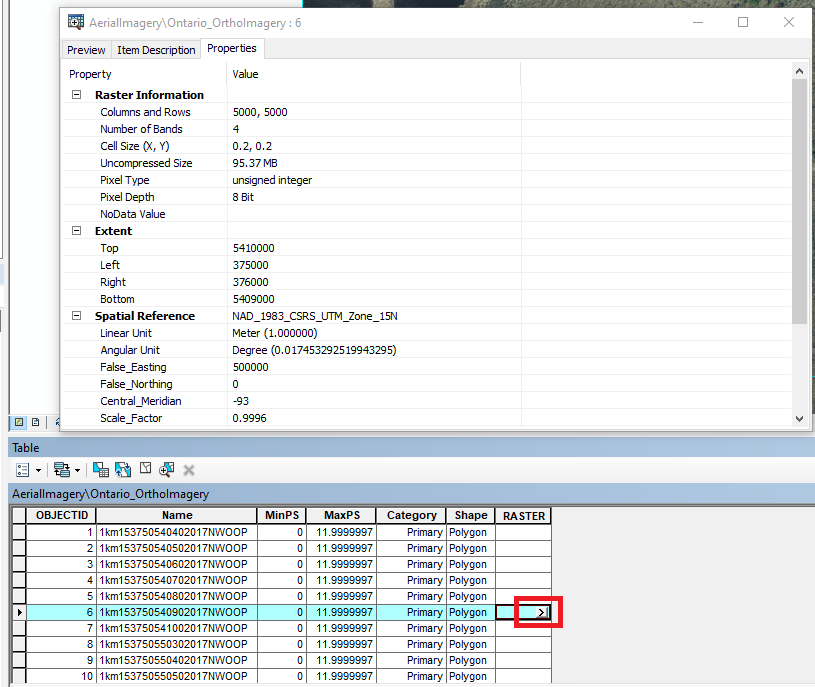 AerialImagery\Ontario_OrthoImagery : 6
Preview Item Description Properties
Property Value
Raster Information
Columns and Rows 5000, 5000
Number of Bands 4
Cell Size (X, Y) 0.2, 0.2
Uncompressed Size 95.37 MB
Pixel Type unsigned integer
Pixel Depth 8 Bit
NoData Value
Extent
Top 5410000
Left 375000
Right 376000
Bottom 5409000
Spatial Reference NAD_1983_CSRS_UTM_Zone_15N
Linear Unit Meter (1.000000)
Angular Unit Degree (0.017453292519943295)
False_Easting 500000
False_Northing 0
Central_Meridian -93
Scale_Factor 0.9996
Table
AerialImagery\Ontario_OrthoImagery
OBJECTID Name MinPS MaxPS Category Shape RASTER
1 1km153750540402017NWOOP 0 11.9999997 Primary Polygon
2 1km153750540502017NWOOP 0 11.9999997 Primary Polygon
3 1km153750540602017NWOOP 0 11.9999997 Primary Polygon
4 1km153750540702017NWOOP 0 11.9999997 Primary Polygon
5 1km153750540802017NWOOP 0 11.9999997 Primary Polygon
6 1km153750540902017NWOOP 0 11.9999997 Primary Polygon
7 1km153750541002017NWOOP 0 11.9999997 Primary Polygon
8 1km153750550302017NWOOP 0 11.9999997 Primary Polygon
9 1km153750550402017NWOOP 0 11.9999997 Primary Polygon
10 1km153750550502017NWOOP 0 11.9999997 Primary Polygon